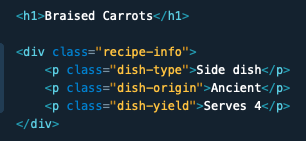 <h1>Braised Carrots</h1>
<div class="recipe-info">
<p class="dish-type">Side dish</p>
<p class="dish-origin">Ancient</p>
<p class="dish-yield">Serves 4</p>
</div>